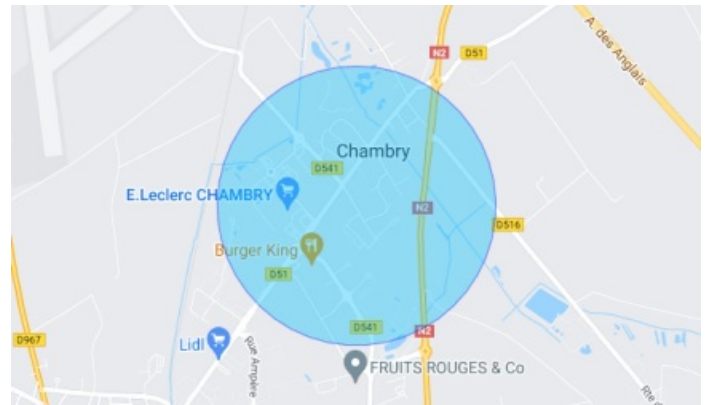 A. des Anglais
N2
D51
Chambry
D541
E.Leclerc CHAMBRY
N2
D516
Burger King
D51
D541
N2
D967
Lidl
Rue Ampère
FRUITS ROUGES & Co
Rte d